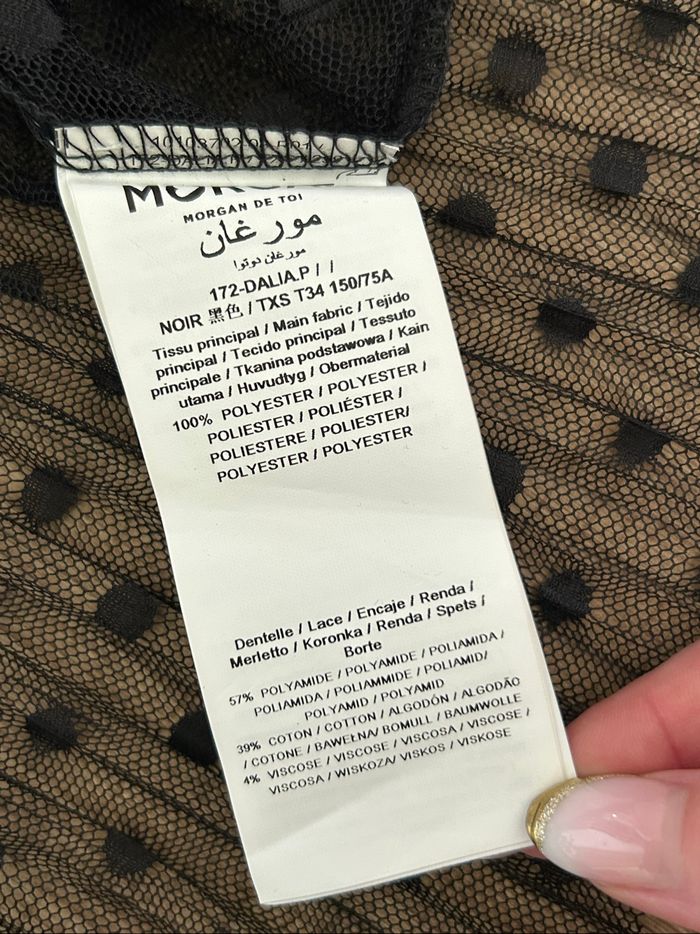 MORGAN DE TOI
مورغان
مورغان دوتوا
172-DALIA.P / /
NOIR 黑色 / TXS T34 150/75A
Tissu principal / Main fabric / Tejido
principal / Tecido principal / Tessuto
principale / Tkanina podstawowa / Kain
utama / Huvudtyg / Obermaterial
100% POLYESTER / POLYESTER /
POLIESTER / POLIÉSTER /
POLIESTERE / POLIESTER/
POLYESTER / POLYESTER
Dentelle / Lace / Encaje / Renda /
Merletto / Koronka / Renda / Spets /
Borte
57% POLYAMIDE / POLYAMIDE / POLIAMIDA /
POLIAMIDA / POLIAMMIDE / POLIAMID/
POLYAMID / POLYAMID
39% COTON / COTTON / ALGODÓN / ALGODÃO
/ COTONE / BAWEŁNA/ BOMULL / BAUMWOLLE
4% VISCOSE / VISCOSE / VISCOSA / VISCOSE /
VISCOSA / WISKOZA/ VISKOS / VISKOSE